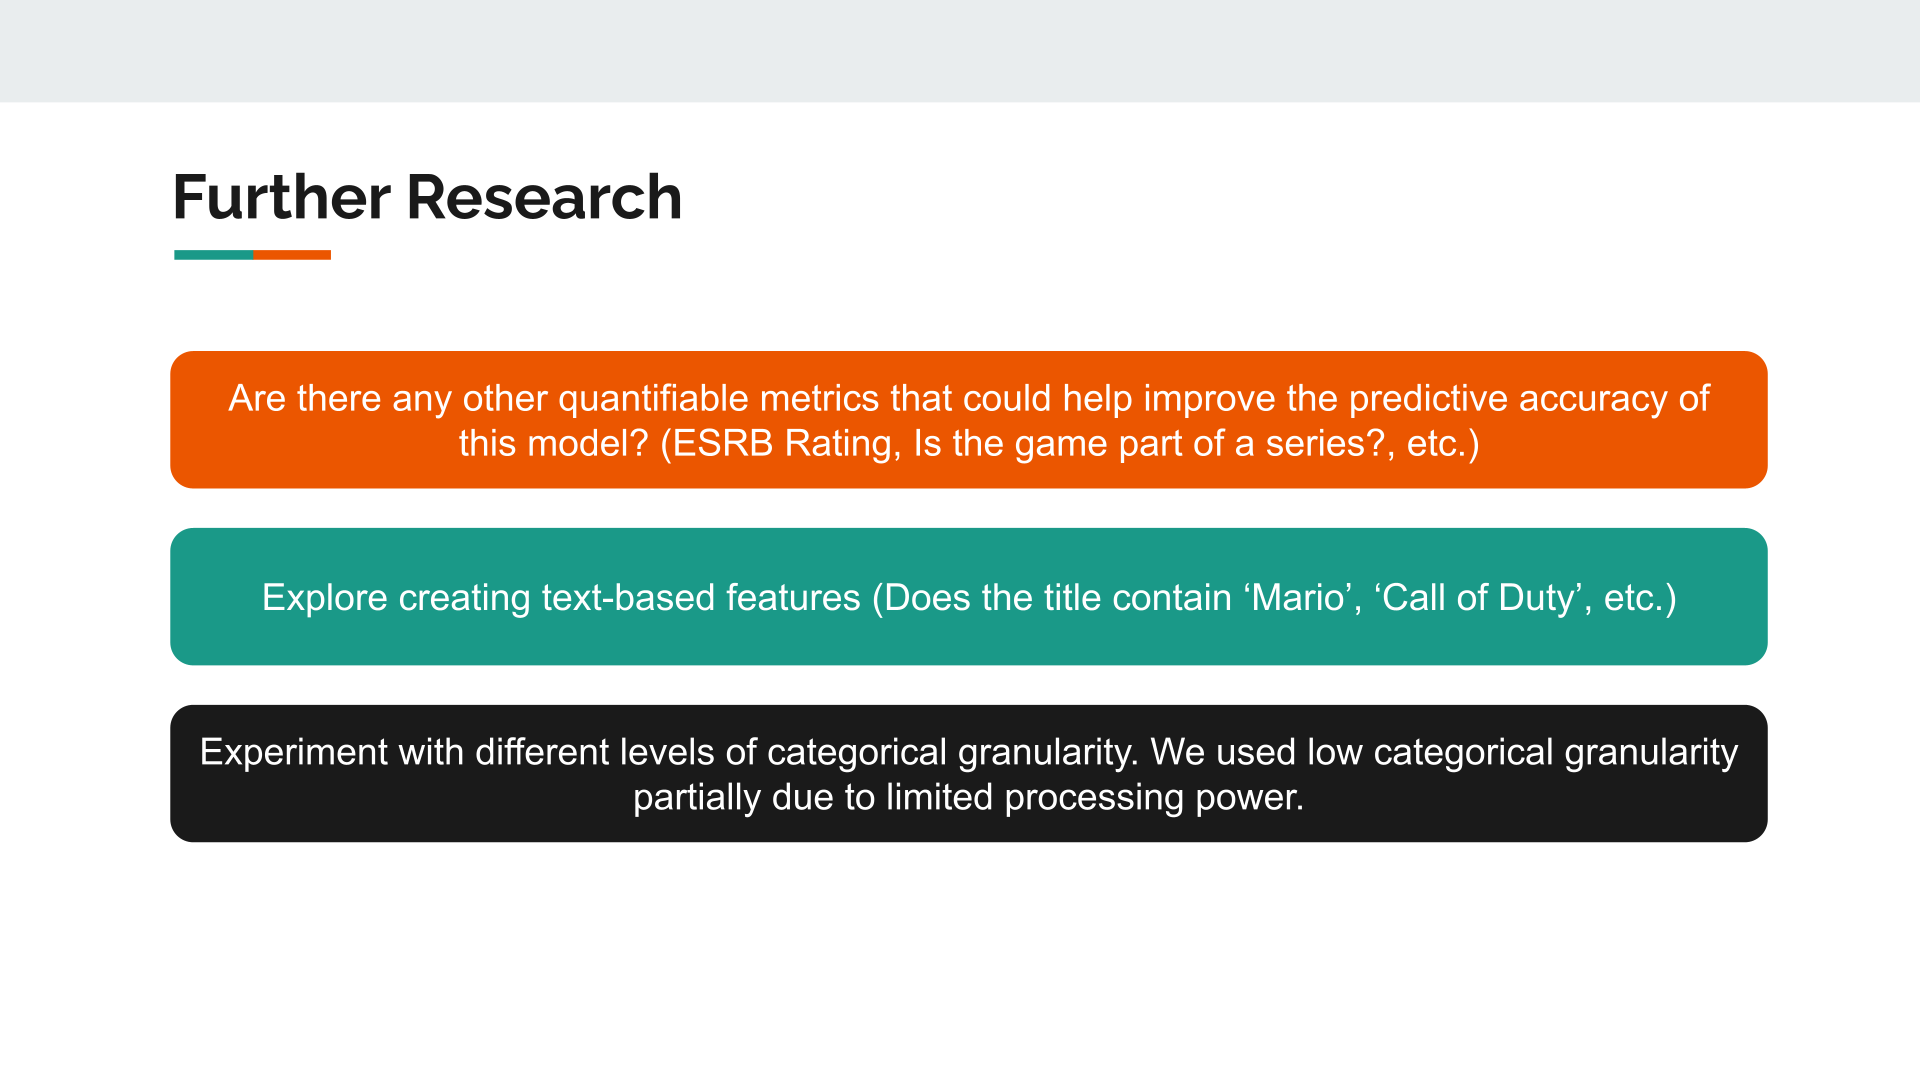 Further Research
Are there any other quantifiable metrics that could help improve the predictive accuracy of
this model? (ESRB Rating, Is the game part of a series?, etc.)
Explore creating text-based features (Does the title contain ‘Mario’, ‘Call of Duty’, etc.)
Experiment with different levels of categorical granularity. We used low categorical granularity
partially due to limited processing power.